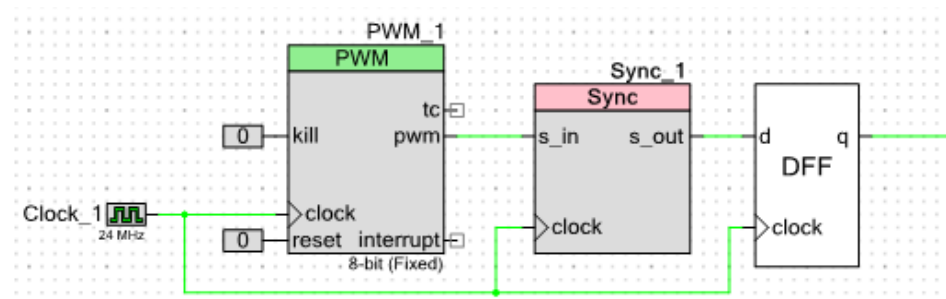 PWM_1
PWM
tc
0
kill
pwm
Clock_1
24 MHz
clock
0
reset
interrupt
8-bit (Fixed)
Sync_1
Sync
s_in
s_out
clock
d
q
DFF
clock